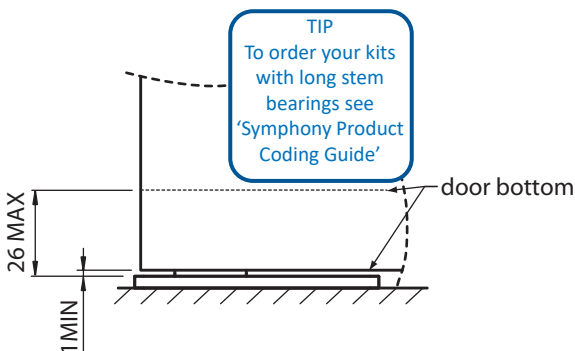 TIP
To order your kits
with long stem
bearings see
‘Symphony Product
Coding Guide’
door bottom
26 MAX
1MIN